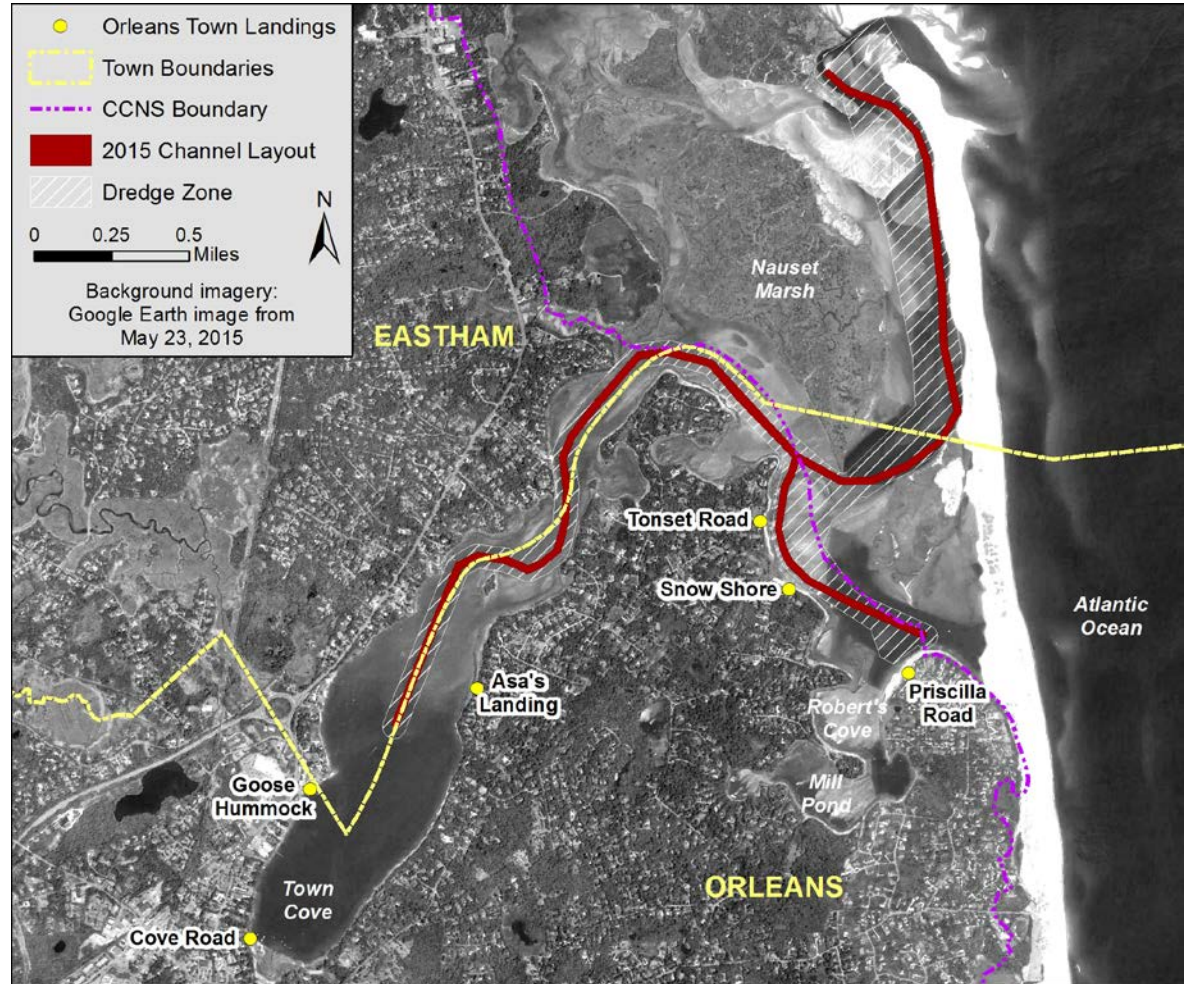 Orleans Town Landings
Town Boundaries
CCNS Boundary
2015 Channel Layout
Dredge Zone
N
0 0.25 0.5
Miles
Background imagery:
Google Earth image from
May 23, 2015
Nauset
Marsh
EASTHAM
Tonset Road
Snow Shore
Atlantic
Ocean
Asa's
Landing
Priscilla
Road
Robert's
Cove
Goose
Hummock
Mill
Pond
ORLEANS
Town
Cove
Cove Road